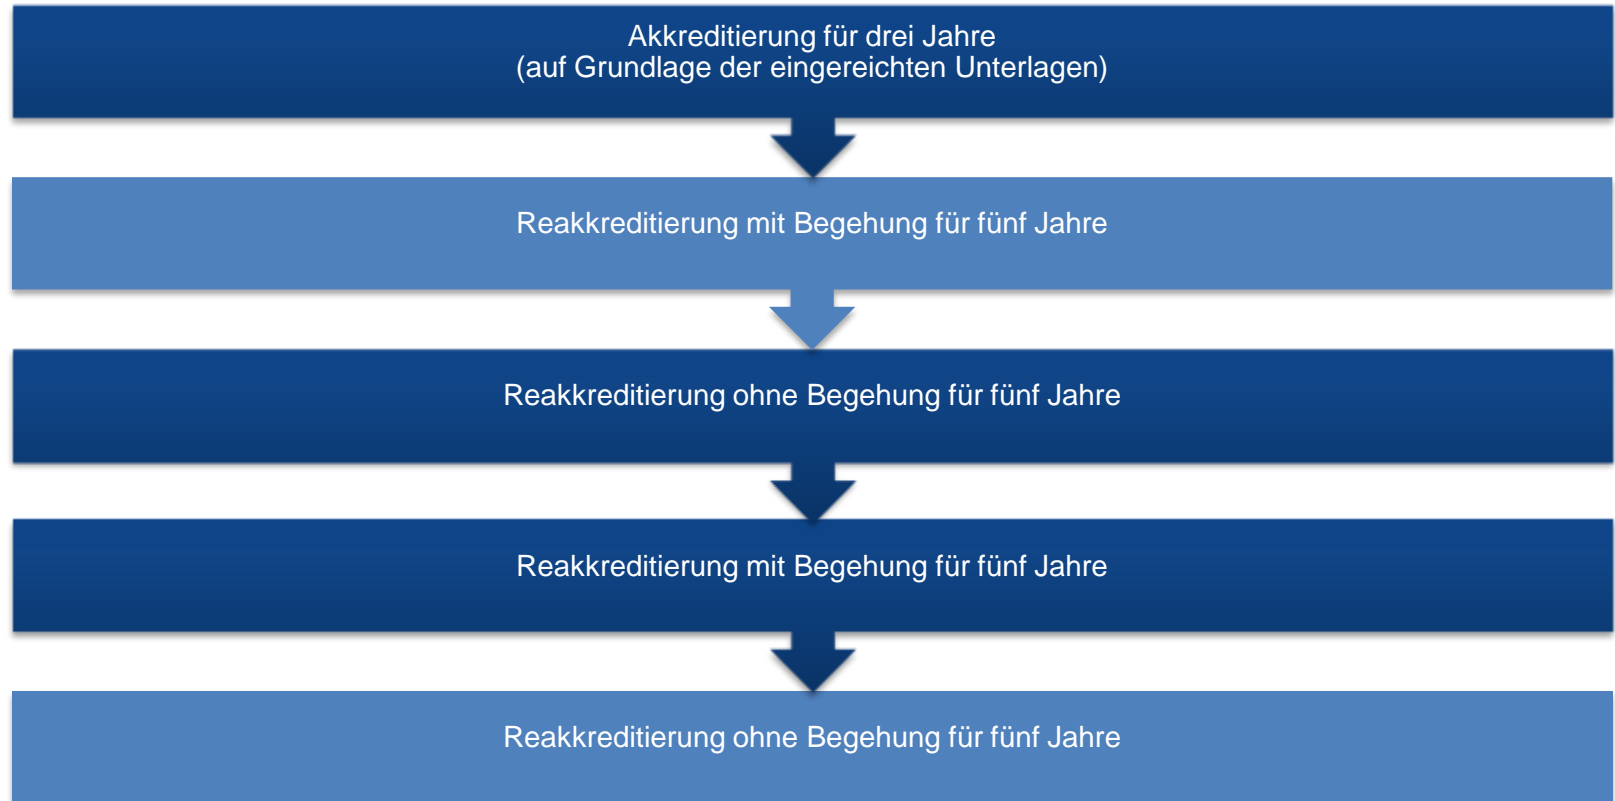 Akkreditierung für drei Jahre
(auf Grundlage der eingereichten Unterlagen)
Reakkreditierung mit Begehung für fünf Jahre
Reakkreditierung ohne Begehung für fünf Jahre
Reakkreditierung mit Begehung für fünf Jahre
Reakkreditierung ohne Begehung für fünf Jahre